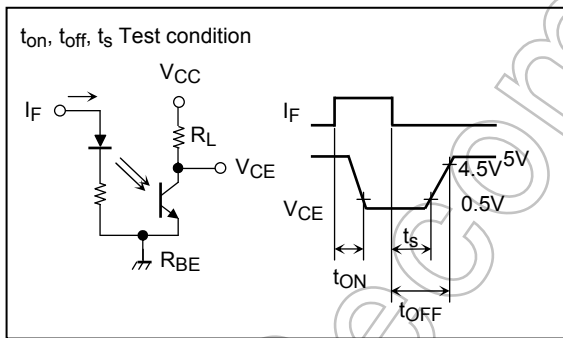 ton, toff, ts Test condition
VCC
IF
RL
VCE
RBE
IF
VCE
4.5V
5V
0.5V
ts
tON
tOFF
com